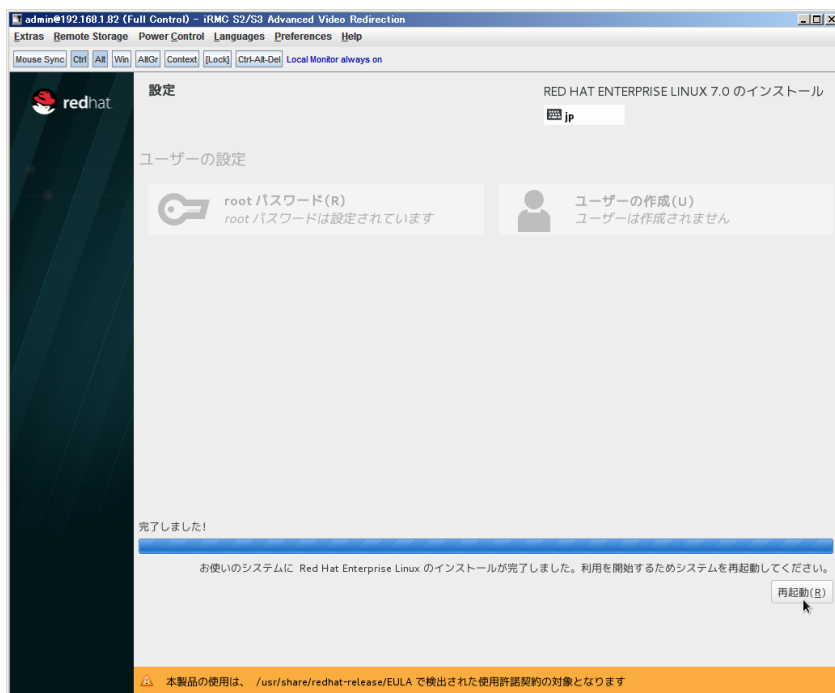 admin@192.168.1.82 (Full Control) - iRMC S2/S3 Advanced Video Redirection
Extras Remote Storage Power Control Languages Preferences Help
Mouse Sync Ctrl Alt Win AltGr Context [Lock] Ctrl-Alt-Del Local Monitor always on
redhat
設定
RED HAT ENTERPRISE LINUX 7.0 のインストール
jp
ユーザーの設定
root パスワード(R)
root パスワードは設定されています
ユーザーの作成(U)
ユーザーは作成されません
完了しました!
お使いのシステムに Red Hat Enterprise Linux のインストールが完了しました。利用を開始するためシステムを再起動してください。
再起動(R)
本製品の使用は、 /usr/share/redhat-release/EULA で検出された使用許諾契約の対象となります